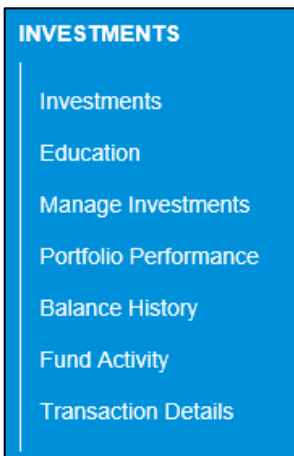 INVESTMENTS
Investments
Education
Manage Investments
Portfolio Performance
Balance History
Fund Activity
Transaction Details